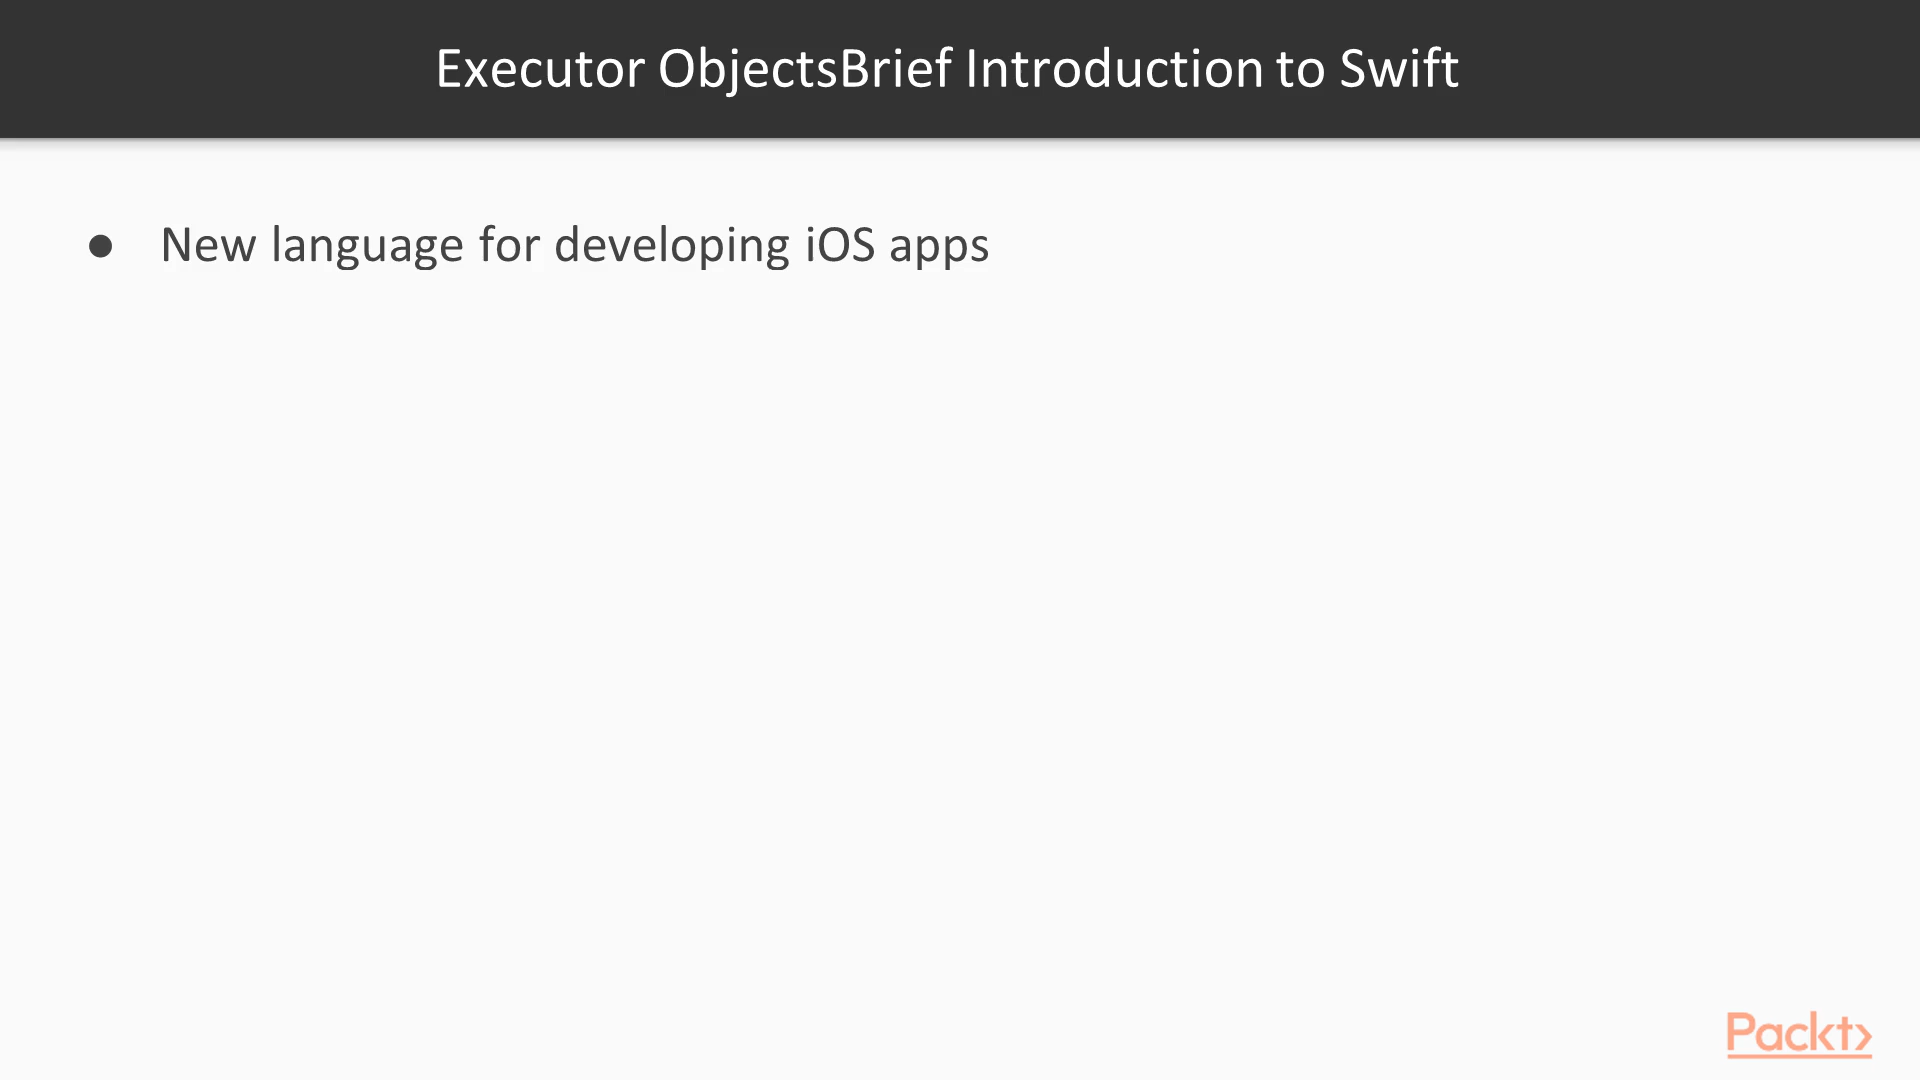 Executor ObjectsBrief Introduction to Swift
● New language for developing iOS apps
Packt>